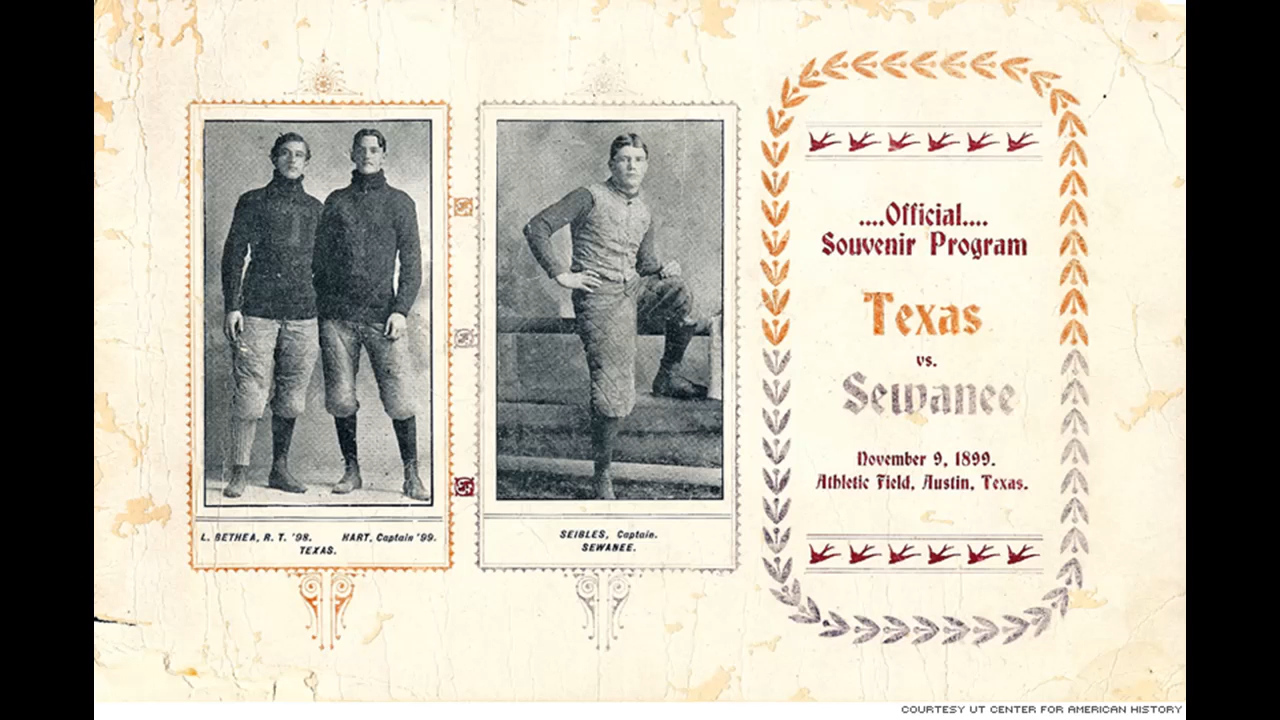 L. BETHEA, R. T. '98. HART, Captain '99.
TEXAS.
SEIBLES, Captain.
SEWANEE.
....Official....
Souvenir Program
Texas
vs.
Sewanee
November 9, 1899.
Athletic Field, Austin, Texas.
COURTESY UT CENTER FOR AMERICAN HISTORY